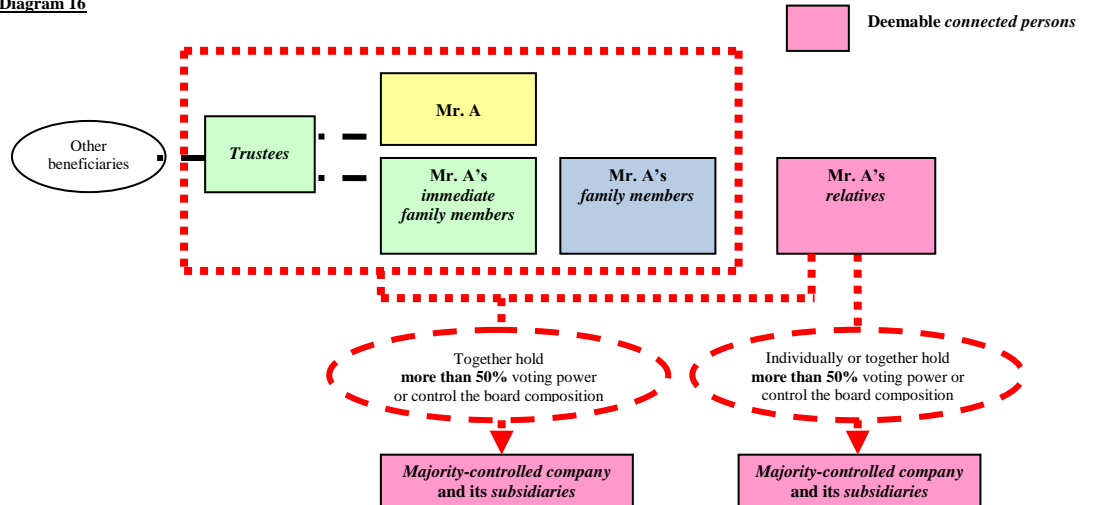 Diagram 16
Deemable connected persons
Other
beneficiaries
Trustees
Mr. A
Mr. A's
immediate
family members
Mr. A's
family members
Mr. A's
relatives
Together hold
more than 50% voting power
or control the board composition
Individually or together hold
more than 50% voting power or
control the board composition
Majority-controlled company
and its subsidiaries
Majority-controlled company
and its subsidiaries